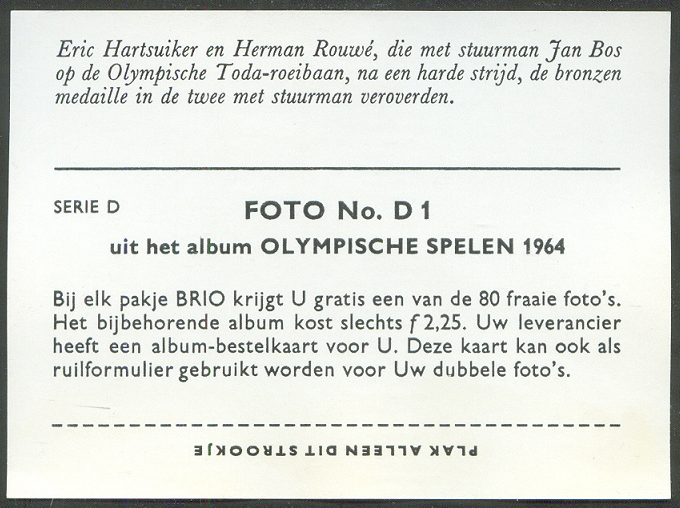 Eric Hartsuiker en Herman Rouwé, die met stuurman Jan Bos
op de Olympische Toda-roeibaan, na een harde strijd, de bronzen
medaille in de twee met stuurman veroverden.
SERIE D
FOTO No. D 1
uit het album OLYMPISCHE SPELEN 1964
Bij elk pakje BRIO krijgt U gratis een van de 80 fraaie foto's.
Het bijbehorende album kost slechts ƒ 2,25. Uw leverancier
heeft een album-bestelkaart voor U. Deze kaart kan ook als
ruilformulier gebruikt worden voor Uw dubbele foto's.
PLAK ALLEEN DIT STROOKJE